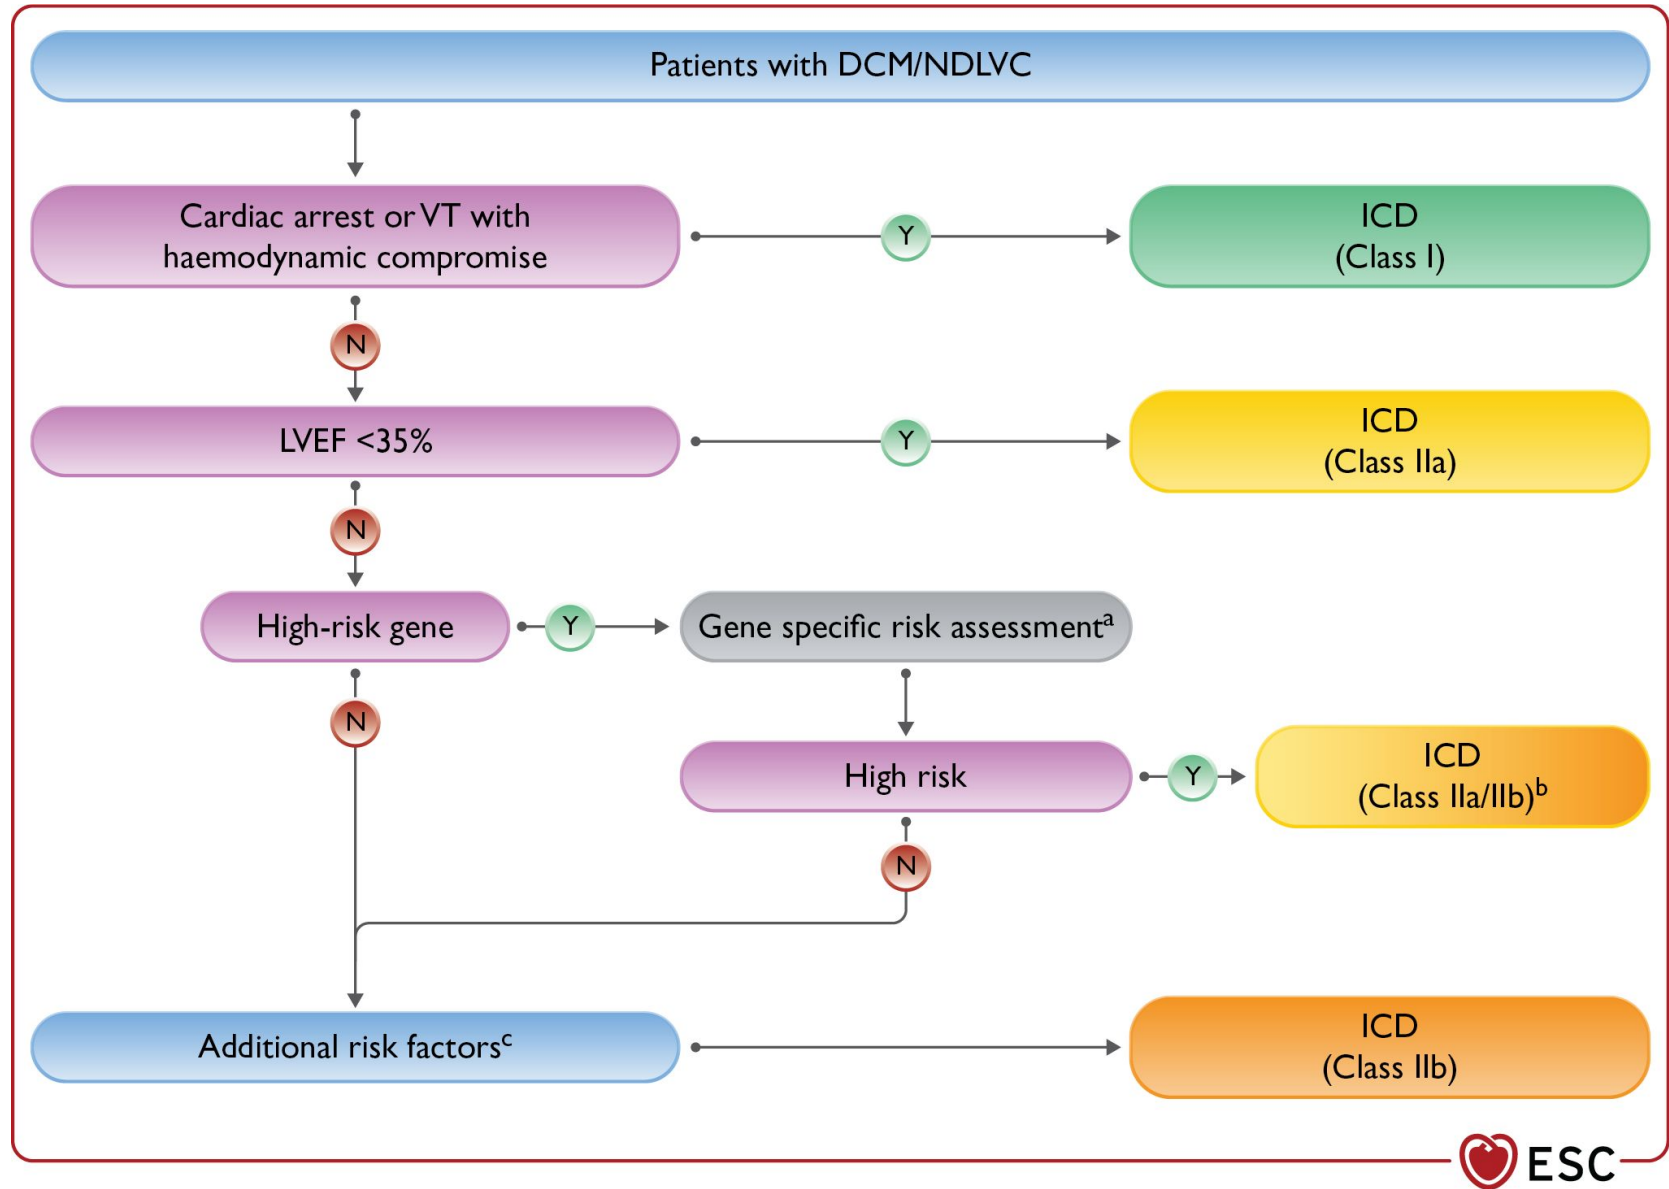 Patients with DCM/NDLVC
Cardiac arrest or VT with
haemodynamic compromise
Y
ICD
(Class I)
N
LVEF <35%
Y
ICD
(Class IIa)
N
High-risk gene
Y
Gene specific risk assessmentᵃ
N
High risk
Y
ICD
(Class IIa/IIb)ᵇ
N
Additional risk factorsᶜ
ICD
(Class IIb)
ESC